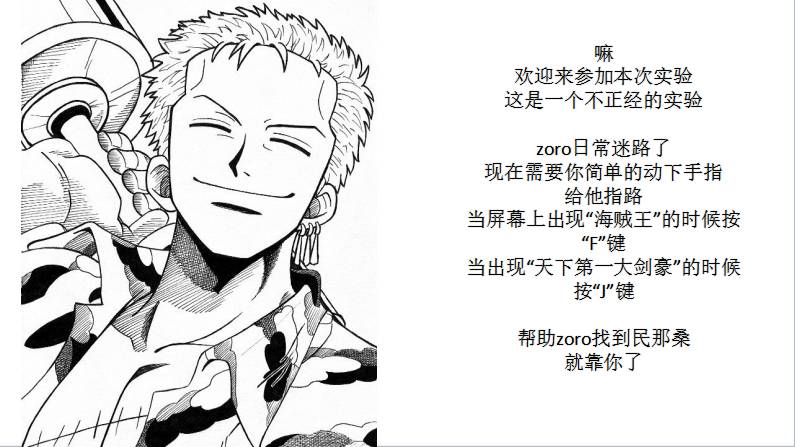 嘛
欢迎来参加本次实验
这是一个不正经的实验
zoro日常迷路了
现在需要你简单的动下手指
给他指路
当屏幕上出现“海贼王”的时候按
“F”键
当出现“天下第一大剑豪”的时候
按“J”键
帮助zoro找到民那桑
就靠你了